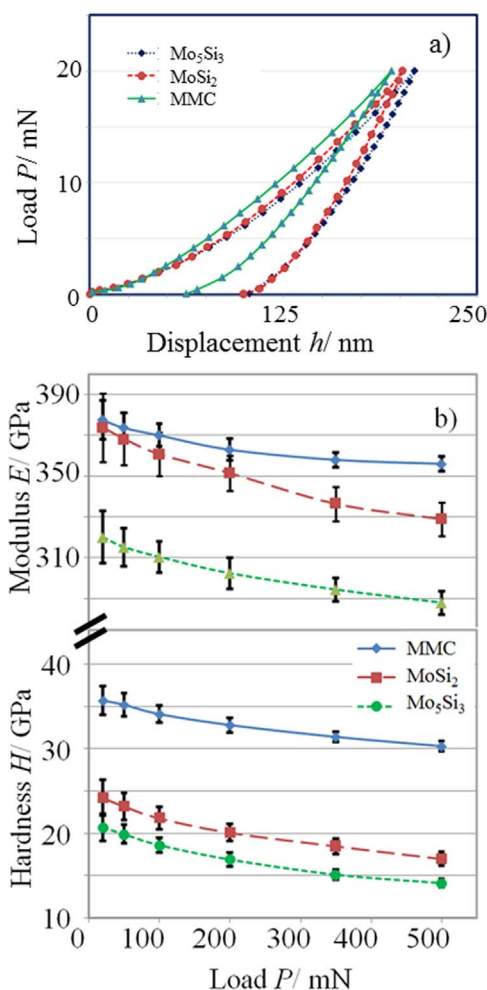 a)
Mo₅Si₃
MoSi₂
MMC
20
10
0
Load P/ mN
0 125 250
Displacement h/ nm
b)
390
350
310
Modulus E/ GPa
MMC
MoSi₂
Mo₅Si₃
40
30
20
10
Hardness H/ GPa
0 100 200 300 400 500
Load P/ mN